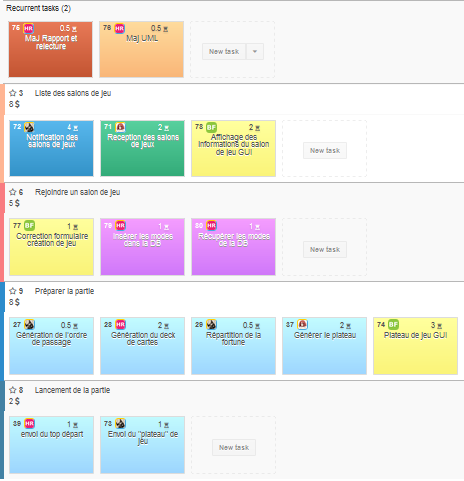 Recurrent tasks (2)
75 HR 0.5
MaJ Rapport et
relecture
76 HR 2
Maj UML
New task
3 Liste des salons de jeu
8 $
72 4
Notification des
salons de jeux
71 2
Reception des salons
de jeux
78 BF 2
Affichage des
informations du salon
de jeu GUI
New task
6 Rejoindre un salon de jeu
5 $
77 BF 1
Correction formulaire
création de jeu
79 HR 1
Insérer les modes
dans la DB
80 HR 1
Récupérer les modes
de la DB
New task
9 Préparer la partie
8 $
27 0.5
Génération de l'ordre
de passage
28 HR 2
Génération du deck
de cartes
29 0.5
Répartition de la
fortune
37 2
Générer le plateau
74 BF 3
Plateau de jeu GUI
8 Lancement de la partie
2 $
39 HR 1
envoi du top départ
73 1
Envoi du "plateau" de
jeu
New task